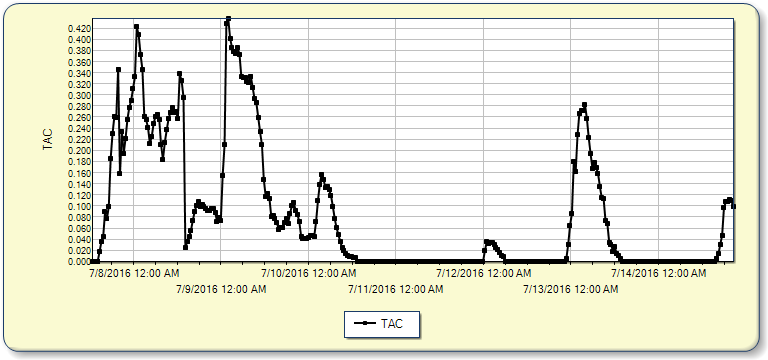 0.420
0.400
0.380
0.360
0.340
0.320
0.300
0.280
0.260
0.240
0.220
0.200
0.180
0.160
0.140
0.120
0.100
0.080
0.060
0.040
0.020
0.000
TAC
7/8/2016 12:00 AM
7/10/2016 12:00 AM
7/12/2016 12:00 AM
7/14/2016 12:00 AM
7/9/2016 12:00 AM
7/11/2016 12:00 AM
7/13/2016 12:00 AM
TAC